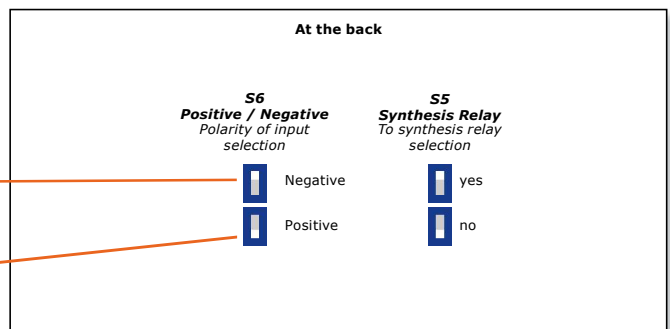 At the back
S6
Positive / Negative
Polarity of input
selection
S5
Synthesis Relay
To synthesis relay
selection
Negative
yes
Positive
no